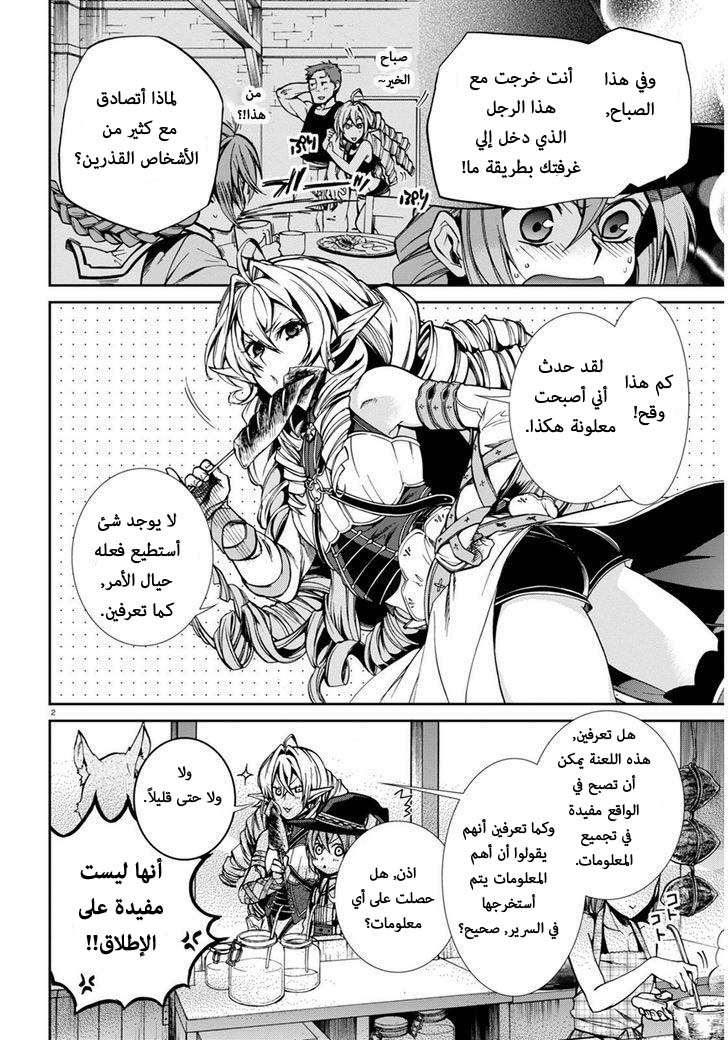 وفي هذا
الصباح,
أنت خرجت مع
هذا الرجل
الذي دخل إلي
غرفتك بطريقة ما!
صباح
الخير~
من
هذا!؟
لماذا أتصادق
مع كثير من
الأشخاص القذرين؟
كم هذا
وقح!
لقد حدث
أني أصبحت
معلونة هكذا.
لا يوجد شئ
أستطيع فعله
حيال الأمر,
كما تعرفين.
2
هل تعرفين,
هذه اللعنة يمكن
أن تصبح في
الواقع مفيدة
في تجميع
المعلومات.
وكما تعرفين أنهم
يقولوا أن أهم
المعلومات يتم
أستخرجها
في السرير, صحيح؟
اذن, هل
حصلت على أي
معلومات؟
ولا
ولا حتى قليلاً.
أنها ليست
مفيدة على
الإطلاق!!